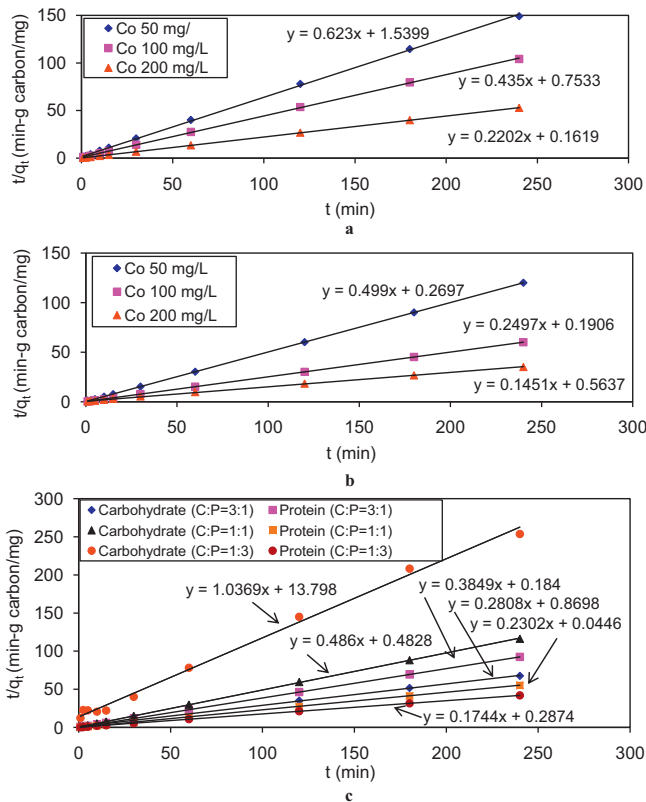 150
100
50
0
t/qt (min-g carbon/mg)
Co 50 mg/
Co 100 mg/L
Co 200 mg/L
y = 0.623x + 1.5399
y = 0.435x + 0.7533
y = 0.2202x + 0.1619
0 50 100 150 200 250 300
t (min)
a
150
100
50
0
t/qt (min-g carbon/mg)
Co 50 mg/L
Co 100 mg/L
Co 200 mg/L
y = 0.499x + 0.2697
y = 0.2497x + 0.1906
y = 0.1451x + 0.5637
0 50 100 150 200 250 300
t (min)
b
300
250
200
150
100
50
0
t/qt (min-g carbon/mg)
Carbohydrate (C:P=3:1) Protein (C:P=3:1)
Carbohydrate (C:P=1:1) Protein (C:P=1:1)
Carbohydrate (C:P=1:3) Protein (C:P=1:3)
y = 1.0369x + 13.798
y = 0.3849x + 0.184
y = 0.2808x + 0.8698
y = 0.2302x + 0.0446
y = 0.486x + 0.4828
y = 0.1744x + 0.2874
0 50 100 150 200 250 300
t (min)
c